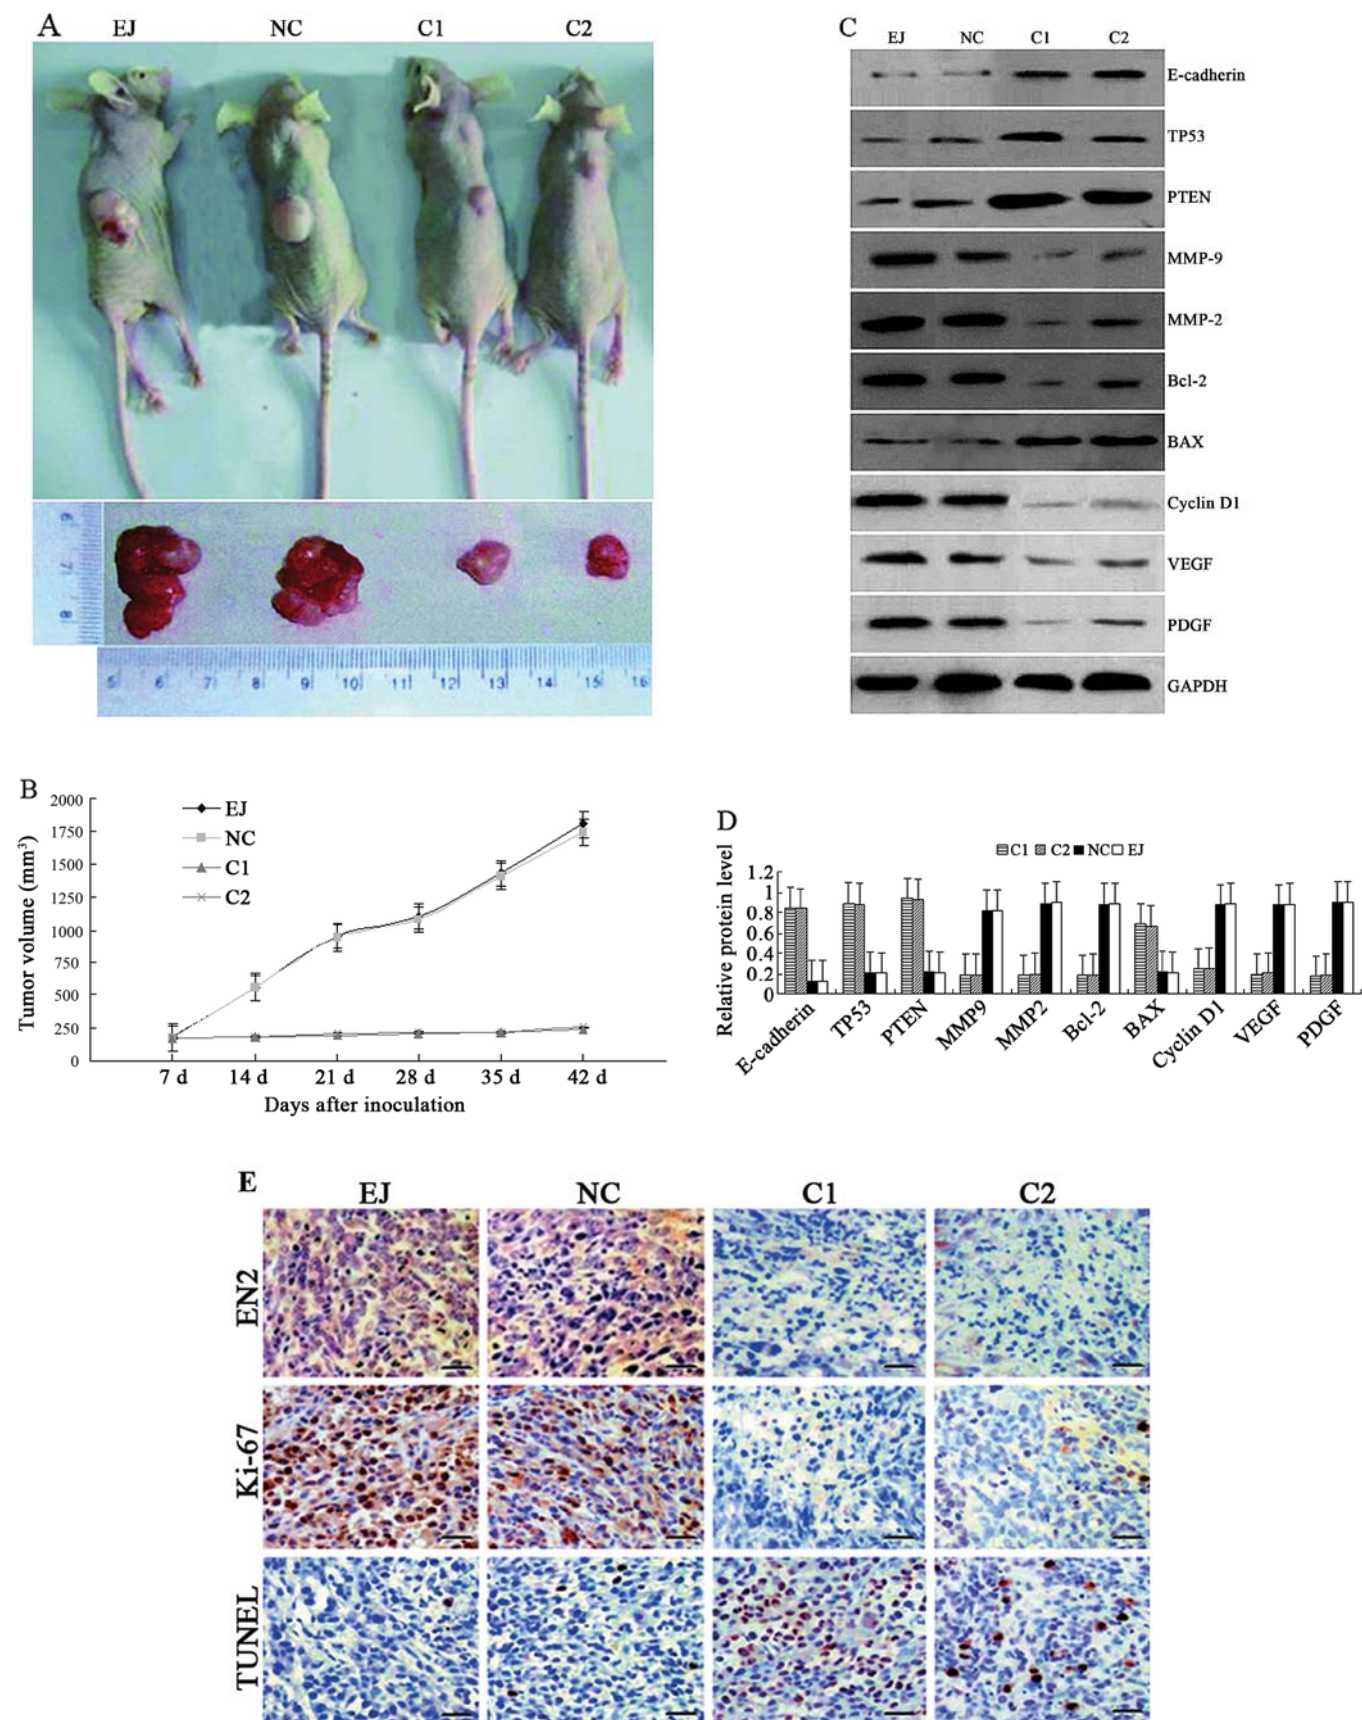 A
EJ NC C1 C2
6
7
8
5 6 7 8 9 10 11 12 13 14 15 16
C
EJ NC C1 C2
E-cadherin
TP53
PTEN
MMP-9
MMP-2
Bcl-2
BAX
Cyclin D1
VEGF
PDGF
GAPDH
B
Tumor volume (mm³)
2000
1750
1500
1250
1000
750
500
250
0
EJ
NC
C1
C2
7 d 14 d 21 d 28 d 35 d 42 d
Days after inoculation
D
C1 C2 NC EJ
Relative protein level
1.2
1
0.8
0.6
0.4
0.2
0
E-cadherin TP53 PTEN MMP9 MMP2 Bcl-2 BAX Cyclin D1 VEGF PDGF
E
EJ NC C1 C2
EN2
Ki-67
TUNEL